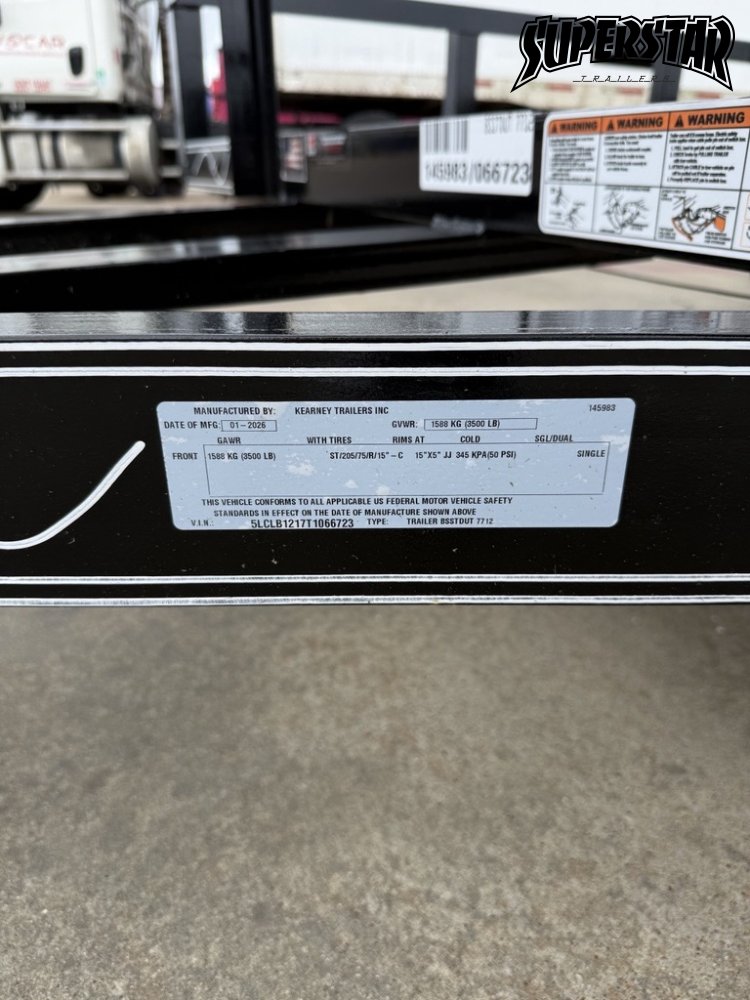 SUPERSTAR
TRAILERS
BSSTDUT 7712
145983/066723
WARNING WARNING WARNING
MANUFACTURED BY: KEARNEY TRAILERS INC 145983
DATE OF MFG: 01-2026 GVWR: 1588 KG (3500 LB)
GAWR WITH TIRES RIMS AT COLD SGL/DUAL
FRONT 1588 KG (3500 LB) ST/205/75/R/15" - C 15"X5" JJ 345 KPA(50 PSI) SINGLE
THIS VEHICLE CONFORMS TO ALL APPLICABLE US FEDERAL MOTOR VEHICLE SAFETY
STANDARDS IN EFFECT ON THE DATE OF MANUFACTURE SHOWN ABOVE
V.I.N.: 5LCLB1217T1066723 TYPE: TRAILER BSSTDUT 7712